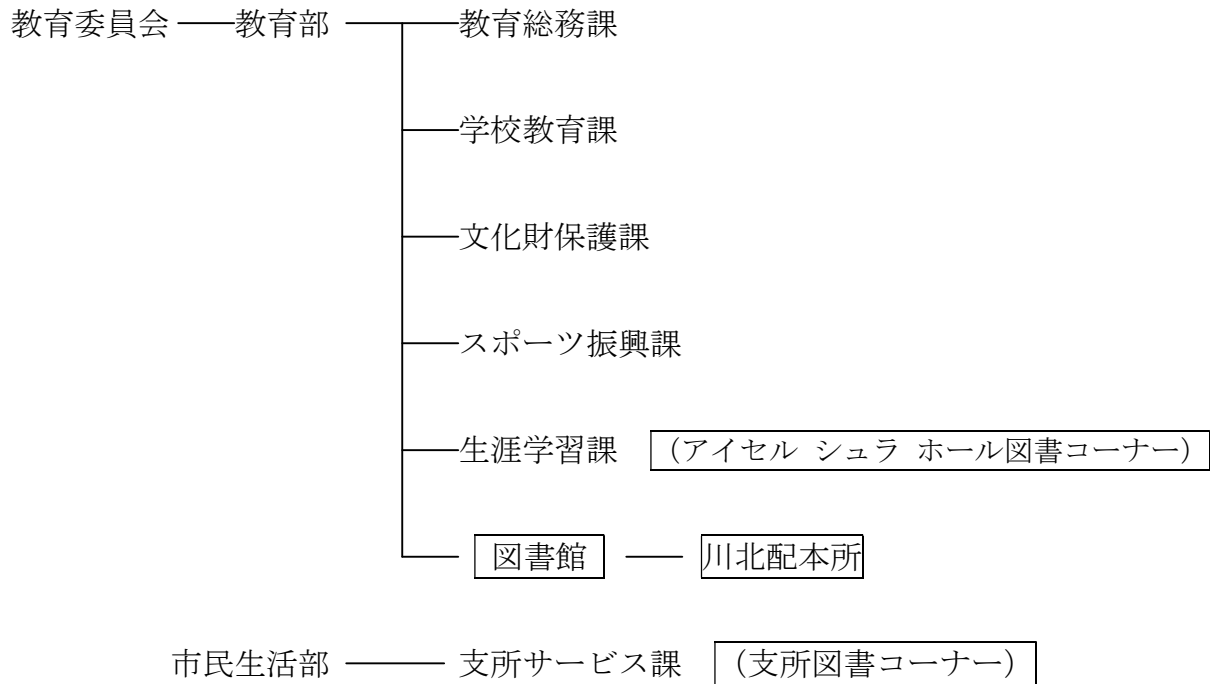 教育委員会 教育部 教育総務課
学校教育課
文化財保護課
スポーツ振興課
生涯学習課 (アイセル シュラ ホール図書コーナー)
図書館 川北配本所
市民生活部 支所サービス課 (支所図書コーナー)